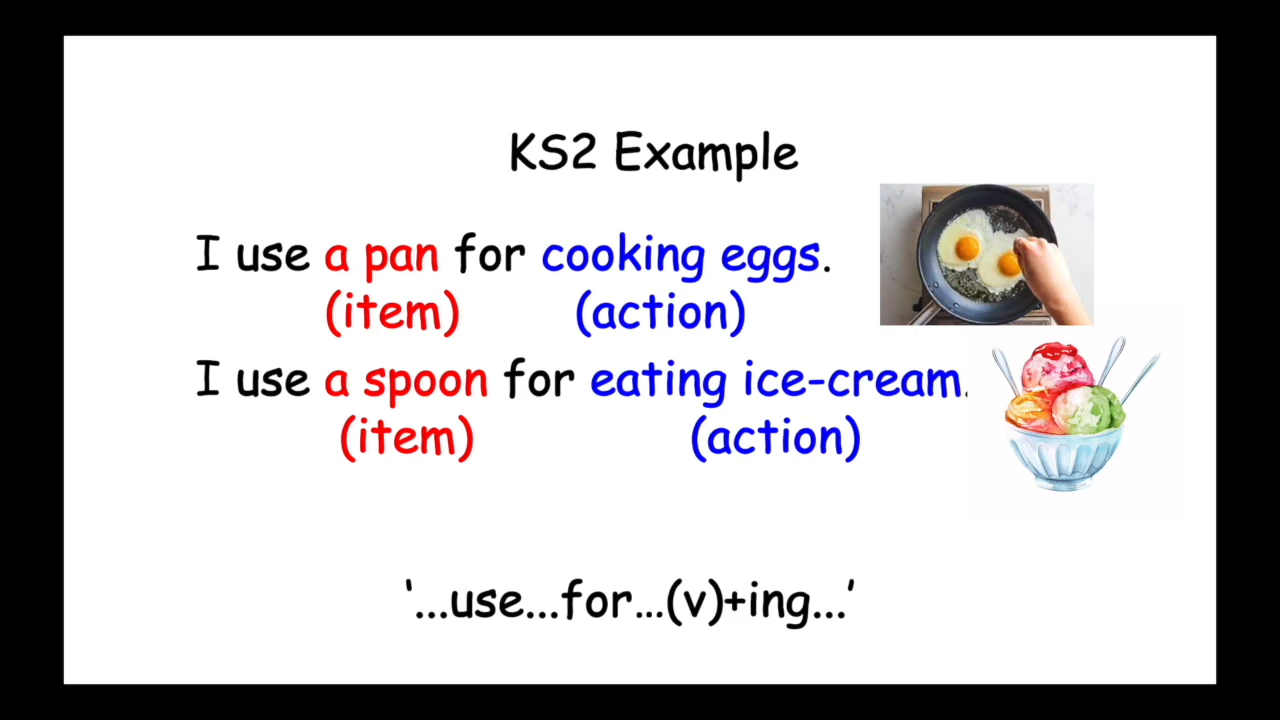 KS2 Example
I use a pan for cooking eggs.
(item) (action)
I use a spoon for eating ice-cream.
(item) (action)
‘...use...for...(v)+ing...’